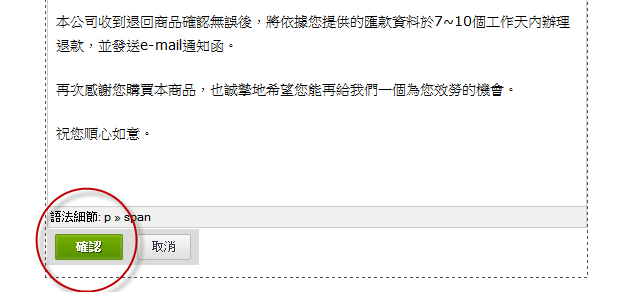 本公司收到退回商品確認無誤後，將依據您提供的匯款資料於7~10個工作天內辦理
退款，並發送e-mail通知函。
再次感謝您購買本商品，也誠摯地希望您能再給我們一個為您效勞的機會。
祝您順心如意。
語法細節: p » span
確認 取消